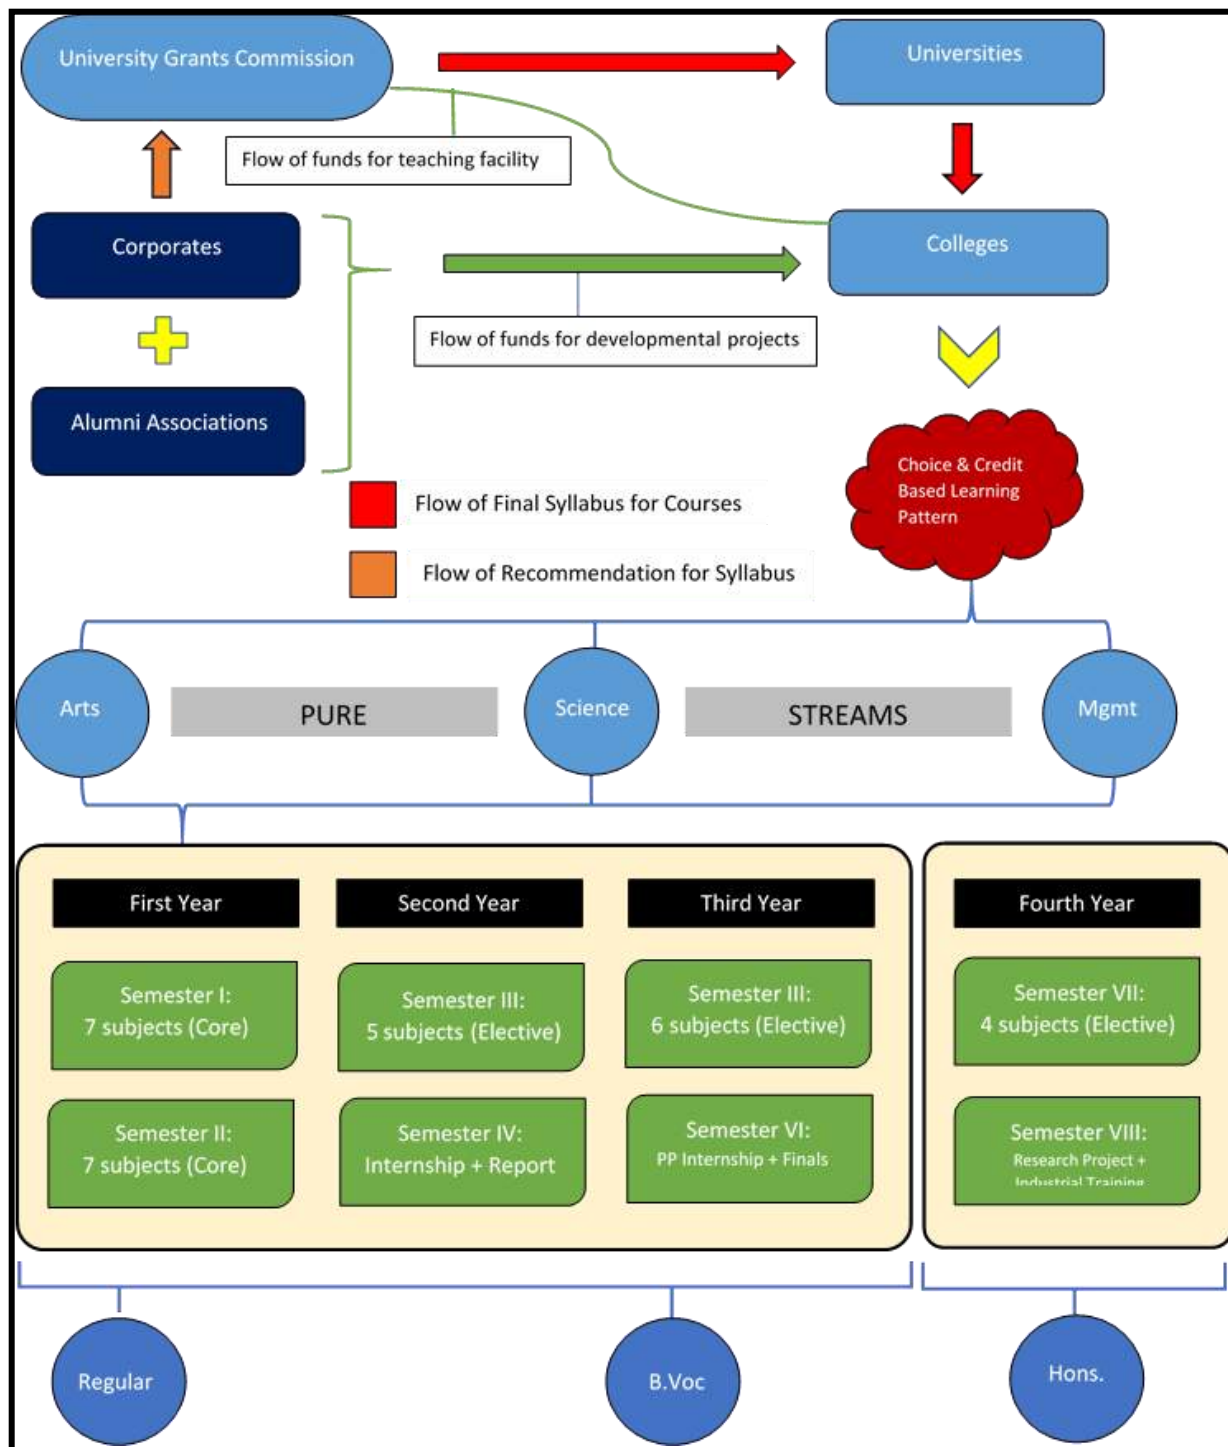 University Grants Commission
Universities
Flow of funds for teaching facility
Corporates
Colleges
Flow of funds for developmental projects
Alumni Associations
Choice & Credit
Based Learning
Pattern
Flow of Final Syllabus for Courses
Flow of Recommendation for Syllabus
Arts
PURE
Science
STREAMS
Mgmt
First Year
Second Year
Third Year
Fourth Year
Semester I:
7 subjects (Core)
Semester III:
5 subjects (Elective)
Semester III:
6 subjects (Elective)
Semester VII:
4 subjects (Elective)
Semester II:
7 subjects (Core)
Semester IV:
Internship + Report
Semester VI:
PP Internship + Finals
Semester VIII:
Research Project +
Industrial Training
Regular
B.Voc
Hons.